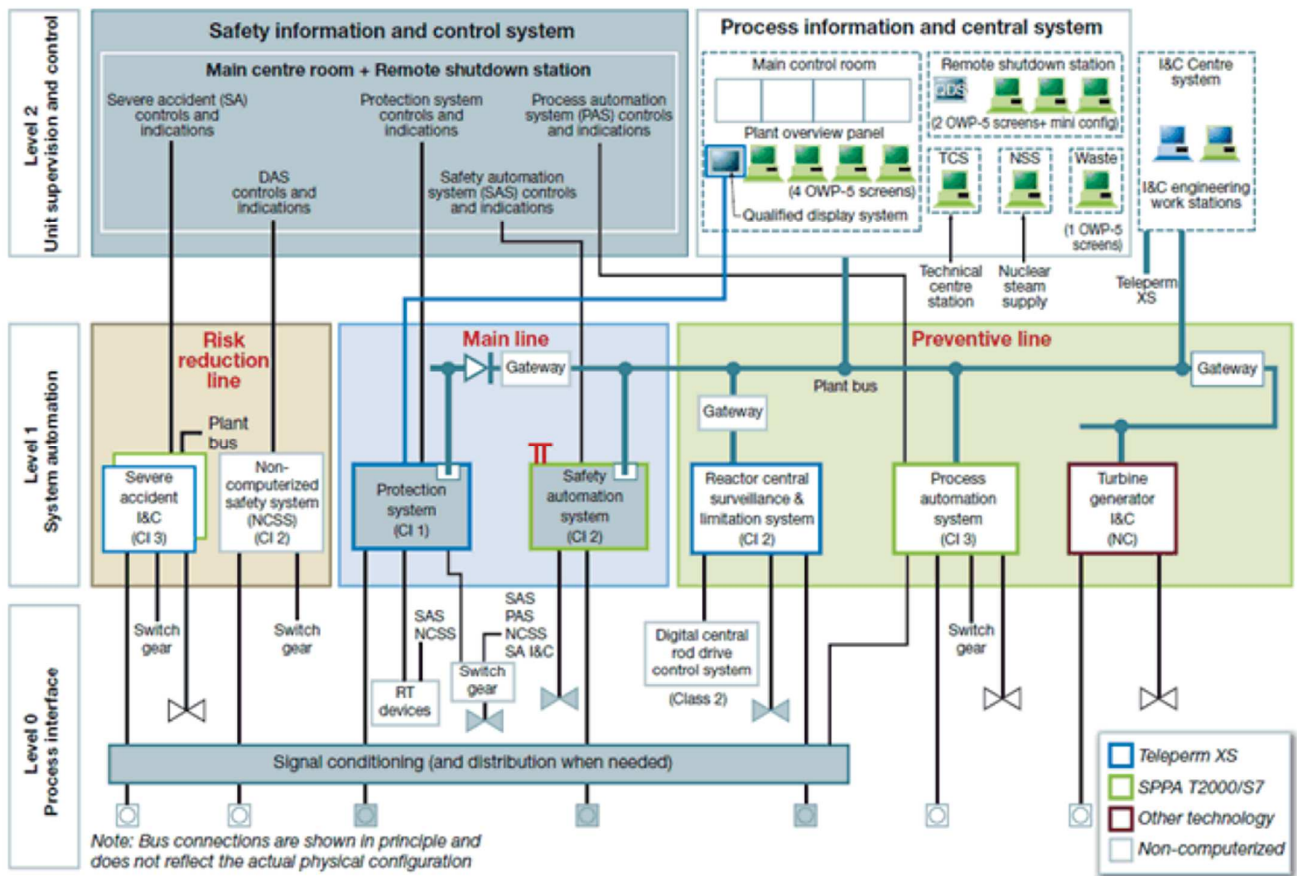 Level 2
Unit supervision and control
Safety information and control system
Main centre room + Remote shutdown station
Severe accident (SA)
controls and
indications
Protection system
controls and
indications
Process automation
system (PAS) controls
and indications
DAS
controls and
indications
Safety automation
system (SAS) controls
and indications
Process information and central system
Main control room
Plant overview panel
(4 OWP-5 screens)
Qualified display system
Remote shutdown station
QDS
(2 OWP-5 screens+ mini config)
TCS
NSS
Waste
(1 OWP-5
screens)
Technical
centre
station
Nuclear
steam
supply
I&C Centre
system
I&C engineering
work stations
Teleperm
XS
Level 1
System automation
Risk
reduction
line
Plant
bus
Severe
accident
I&C
(CI 3)
Non-
computerized
safety system
(NCSS)
(CI 2)
Main line
Gateway
Protection
system
(CI 1)
Safety
automation
system
(CI 2)
Preventive line
Plant bus
Gateway
Gateway
Reactor central
surveillance &
limitation system
(CI 2)
Process
automation
system
(CI 3)
Turbine
generator
I&C
(NC)
Level 0
Process interface
Switch
gear
Switch
gear
SAS
NCSS
RT
devices
SAS
PAS
NCSS
SA I&C
Switch
gear
Digital central
rod drive
control system
(Class 2)
Switch
gear
Signal conditioning (and distribution when needed)
Note: Bus connections are shown in principle and
does not reflect the actual physical configuration
Teleperm XS
SPPA T2000/S7
Other technology
Non-computerized